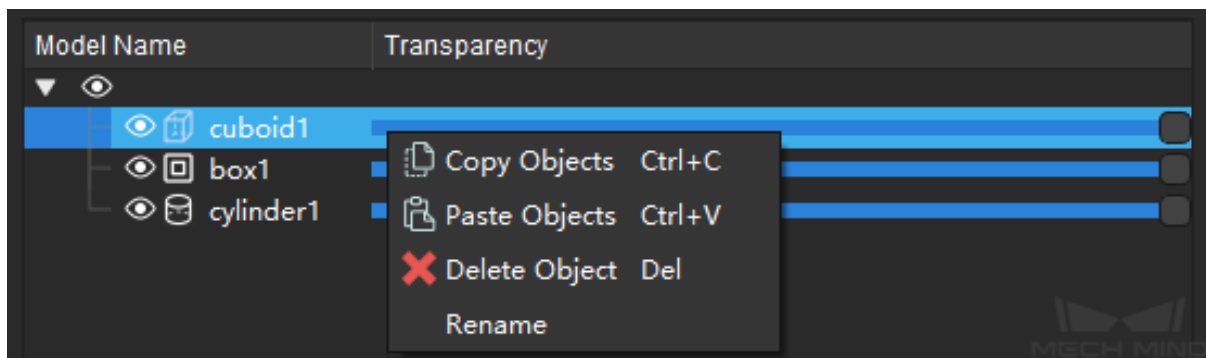 Model Name Transparency
cuboid1
box1
cylinder1
Copy Objects Ctrl+C
Paste Objects Ctrl+V
Delete Object Del
Rename
MECH MIND